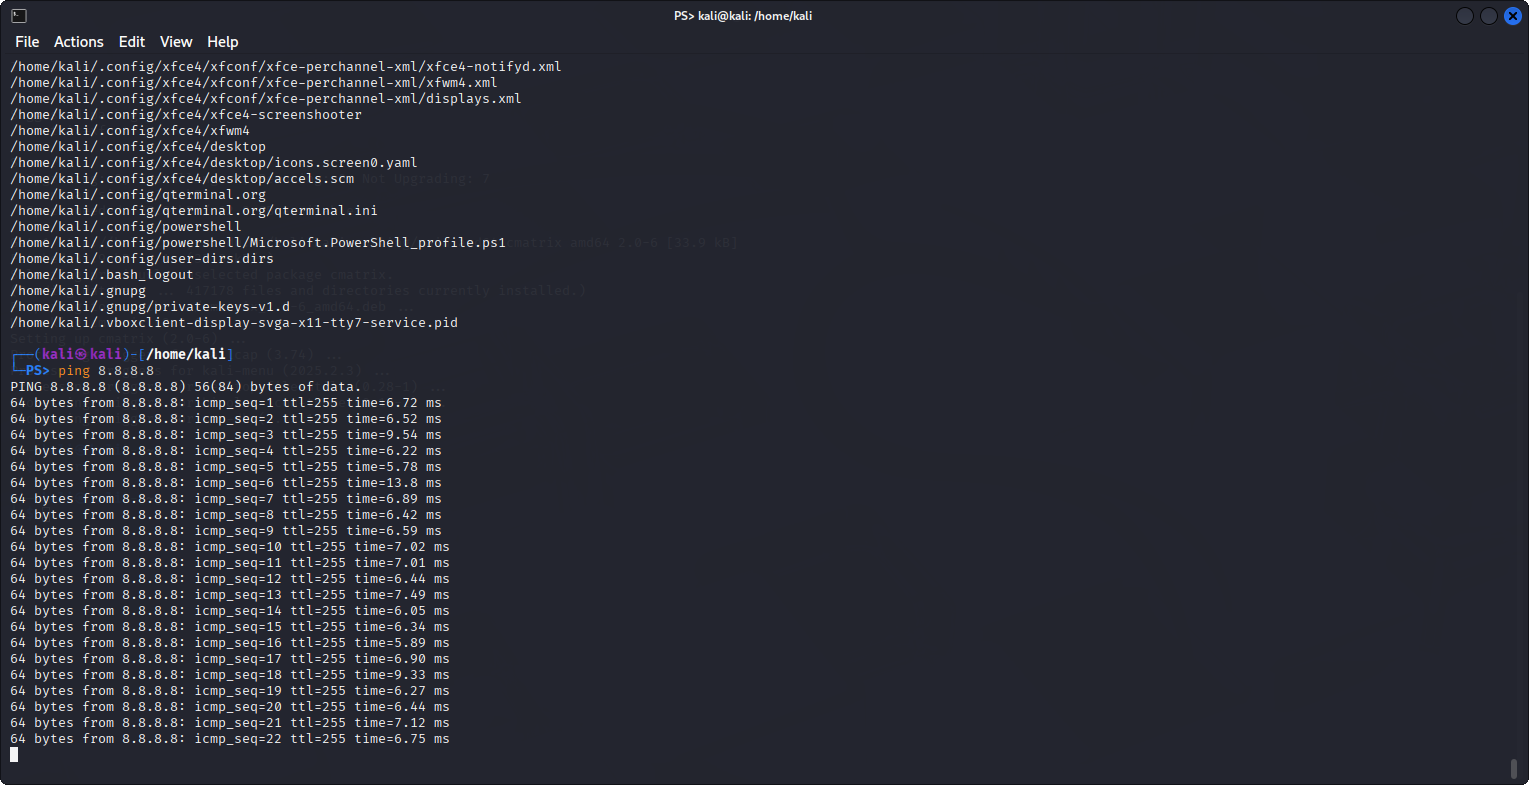 PS> kali@kali: /home/kali
File Actions Edit View Help
/home/kali/.config/xfce4/xfconf/xfce-perchannel-xml/xfce4-notifyd.xml
/home/kali/.config/xfce4/xfconf/xfce-perchannel-xml/xfwm4.xml
/home/kali/.config/xfce4/xfconf/xfce-perchannel-xml/displays.xml
/home/kali/.config/xfce4/xfce4-screenshooter
/home/kali/.config/xfce4/xfwm4
/home/kali/.config/xfce4/desktop
/home/kali/.config/xfce4/desktop/icons.screen0.yaml
/home/kali/.config/xfce4/desktop/accels.scm Not Upgrading: 7
/home/kali/.config/qterminal.org
/home/kali/.config/qterminal.org/qterminal.ini
/home/kali/.config/powershell
/home/kali/.config/powershell/Microsoft.PowerShell_profile.ps1 cmatrix amd64 2.0-6 [33.9 kB]
/home/kali/.config/user-dirs.dirs
/home/kali/.bash_logout selected package cmatrix.
/home/kali/.gnupg files and directories currently installed.)
/home/kali/.gnupg/private-keys-v1.d
/home/kali/.vboxclient-display-svga-x11-tty7-service.pid
┌──(kali㉿kali)-[/home/kali]
└─PS> ping 8.8.8.8
PING 8.8.8.8 (8.8.8.8) 56(84) bytes of data.
64 bytes from 8.8.8.8: icmp_seq=1 ttl=255 time=6.72 ms
64 bytes from 8.8.8.8: icmp_seq=2 ttl=255 time=6.52 ms
64 bytes from 8.8.8.8: icmp_seq=3 ttl=255 time=9.54 ms
64 bytes from 8.8.8.8: icmp_seq=4 ttl=255 time=6.22 ms
64 bytes from 8.8.8.8: icmp_seq=5 ttl=255 time=5.78 ms
64 bytes from 8.8.8.8: icmp_seq=6 ttl=255 time=13.8 ms
64 bytes from 8.8.8.8: icmp_seq=7 ttl=255 time=6.89 ms
64 bytes from 8.8.8.8: icmp_seq=8 ttl=255 time=6.42 ms
64 bytes from 8.8.8.8: icmp_seq=9 ttl=255 time=6.59 ms
64 bytes from 8.8.8.8: icmp_seq=10 ttl=255 time=7.02 ms
64 bytes from 8.8.8.8: icmp_seq=11 ttl=255 time=7.01 ms
64 bytes from 8.8.8.8: icmp_seq=12 ttl=255 time=6.44 ms
64 bytes from 8.8.8.8: icmp_seq=13 ttl=255 time=7.49 ms
64 bytes from 8.8.8.8: icmp_seq=14 ttl=255 time=6.05 ms
64 bytes from 8.8.8.8: icmp_seq=15 ttl=255 time=6.34 ms
64 bytes from 8.8.8.8: icmp_seq=16 ttl=255 time=5.89 ms
64 bytes from 8.8.8.8: icmp_seq=17 ttl=255 time=6.90 ms
64 bytes from 8.8.8.8: icmp_seq=18 ttl=255 time=9.33 ms
64 bytes from 8.8.8.8: icmp_seq=19 ttl=255 time=6.27 ms
64 bytes from 8.8.8.8: icmp_seq=20 ttl=255 time=6.44 ms
64 bytes from 8.8.8.8: icmp_seq=21 ttl=255 time=7.12 ms
64 bytes from 8.8.8.8: icmp_seq=22 ttl=255 time=6.75 ms